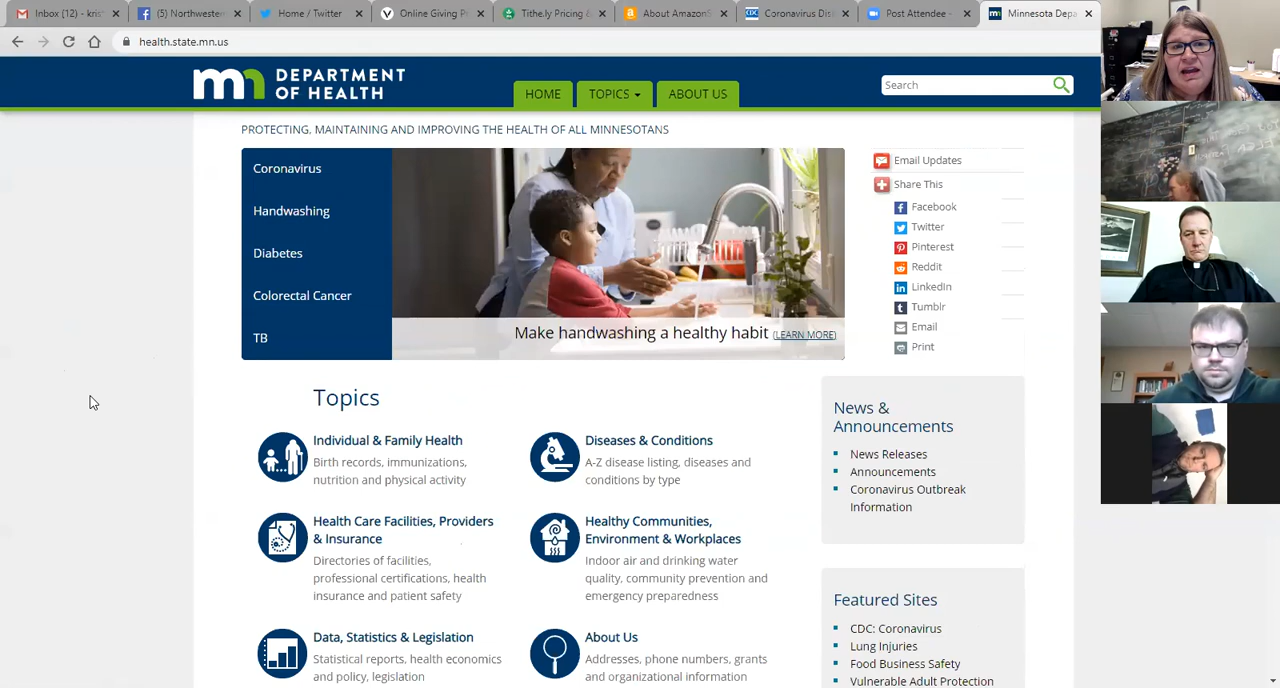 Inbox (12) - kris
(5) Northwester
Home / Twitter
Online Giving P
Tithe.ly Pricing &
About AmazonS
Coronavirus Dis
Post Attendee -
Minnesota Depa
health.state.mn.us
mn DEPARTMENT
OF HEALTH
HOME
TOPICS
ABOUT US
Search
PROTECTING, MAINTAINING AND IMPROVING THE HEALTH OF ALL MINNESOTANS
Coronavirus
Handwashing
Diabetes
Colorectal Cancer
TB
Make handwashing a healthy habit (LEARN MORE)
Email Updates
Share This
Facebook
Twitter
Pinterest
Reddit
LinkedIn
Tumblr
Email
Print
Topics
Individual & Family Health
Birth records, immunizations,
nutrition and physical activity
Diseases & Conditions
A-Z disease listing, diseases and
conditions by type
Health Care Facilities, Providers
& Insurance
Directories of facilities,
professional certifications, health
insurance and patient safety
Healthy Communities,
Environment & Workplaces
Indoor air and drinking water
quality, community prevention and
emergency preparedness
Data, Statistics & Legislation
Statistical reports, health economics
and policy, legislation
About Us
Addresses, phone numbers, grants
and organizational information
News &
Announcements
News Releases
Announcements
Coronavirus Outbreak
Information
Featured Sites
CDC: Coronavirus
Lung Injuries
Food Business Safety
Vulnerable Adult Protection